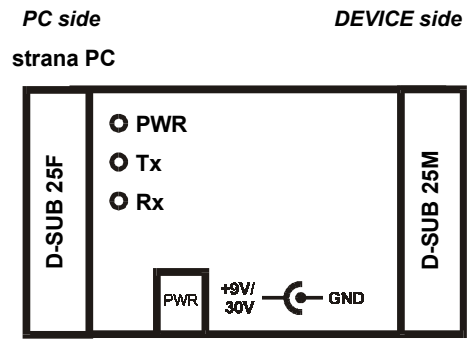 PC side
DEVICE side
strana PC
D-SUB 25F
PWR
Tx
Rx
D-SUB 25M
PWR
+9V/
30V
GND